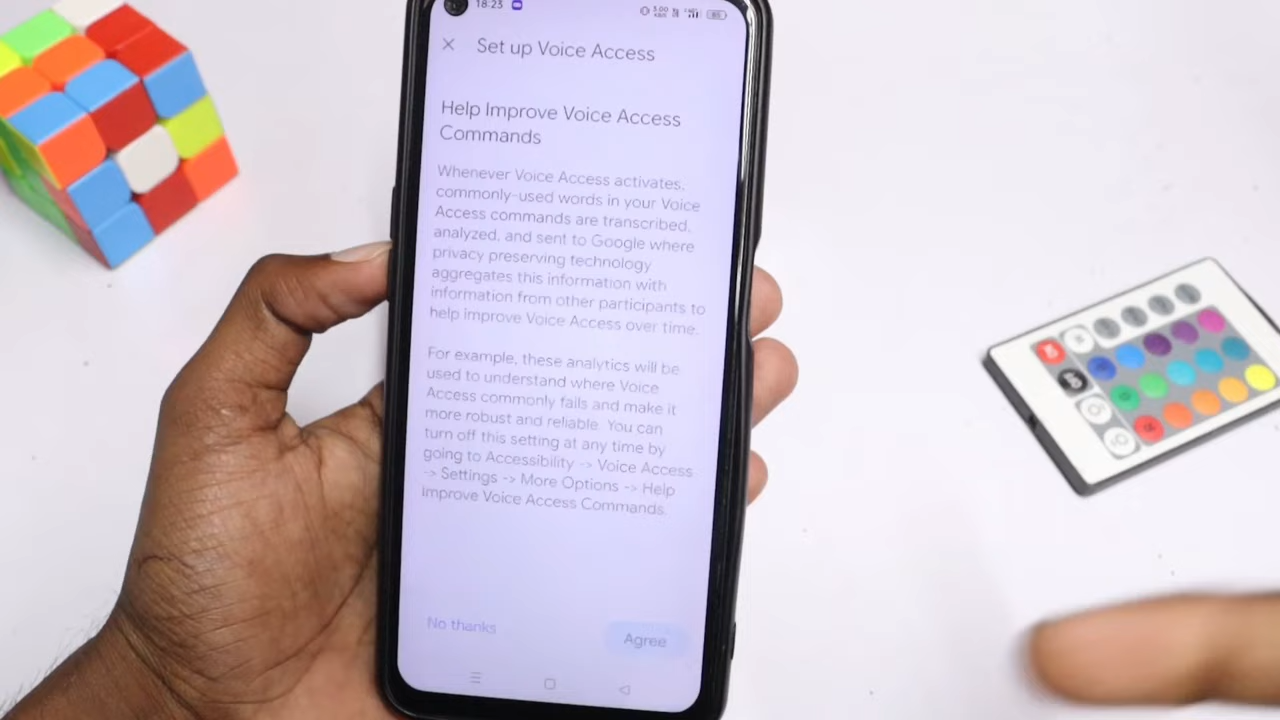 18:23
3.00
KB/S
85
Set up Voice Access
Help Improve Voice Access
Commands
Whenever Voice Access activates,
commonly-used words in your Voice
Access commands are transcribed,
analyzed, and sent to Google where
privacy preserving technology
aggregates this information with
information from other participants to
help improve Voice Access over time.
For example, these analytics will be
used to understand where Voice
Access commonly fails and make it
more robust and reliable. You can
turn off this setting at any time by
going to Accessibility -> Voice Access
-> Settings -> More Options -> Help
Improve Voice Access Commands.
No thanks
Agree